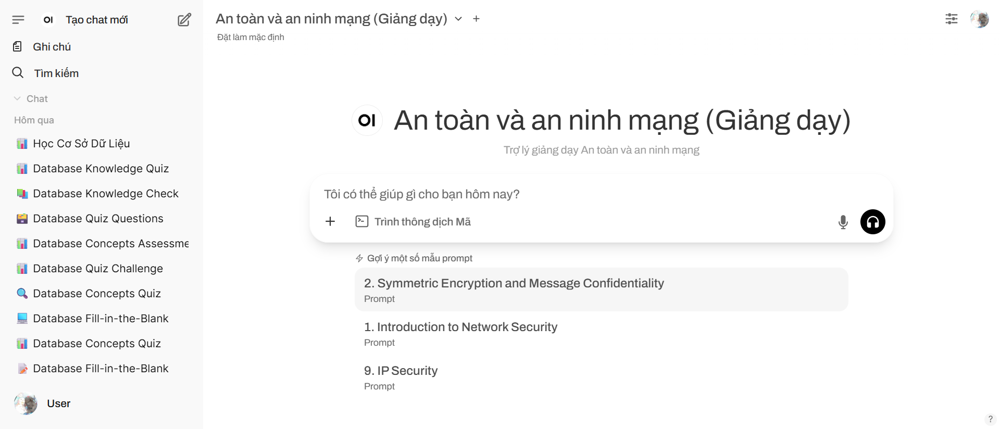 OI Tạo chat mới
Ghi chú
Tìm kiếm
Chat
Hôm qua
Học Cơ Sở Dữ Liệu
Database Knowledge Quiz
Database Knowledge Check
Database Quiz Questions
Database Concepts Assessme
Database Quiz Challenge
Database Concepts Quiz
Database Fill-in-the-Blank
Database Concepts Quiz
Database Fill-in-the-Blank
User
An toàn và an ninh mạng (Giảng dạy)
Đặt làm mặc định
OI An toàn và an ninh mạng (Giảng dạy)
Trợ lý giảng dạy An toàn và an ninh mạng
Tôi có thể giúp gì cho bạn hôm nay?
Trình thông dịch Mã
Gợi ý một số mẫu prompt
2. Symmetric Encryption and Message Confidentiality
Prompt
1. Introduction to Network Security
Prompt
9. IP Security
Prompt
?